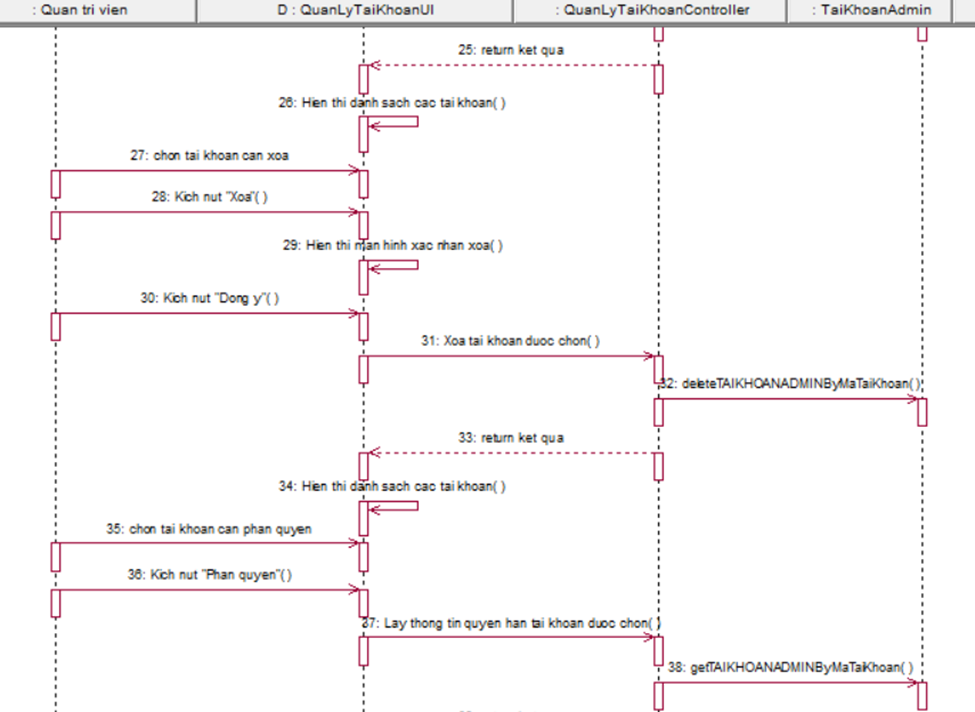 : Quan tri vien
D : QuanLyTaiKhoanUI
: QuanLyTaiKhoanController
: TaiKhoanAdmin
25: return ket qua
26: Hien thi danh sach cac tai khoan( )
27: chon tai khoan can xoa
28: Kich nut "Xoa"( )
29: Hien thi man hinh xac nhan xoa( )
30: Kich nut "Dong y"( )
31: Xoa tai khoan duoc chon( )
32: deleteTAIKHOANADMINByMaTaiKhoan( )
33: return ket qua
34: Hien thi danh sach cac tai khoan( )
35: chon tai khoan can phan quyen
36: Kich nut "Phan quyen"( )
37: Lay thong tin quyen han tai khoan duoc chon( )
38: getTAIKHOANADMINByMaTaiKhoan( )